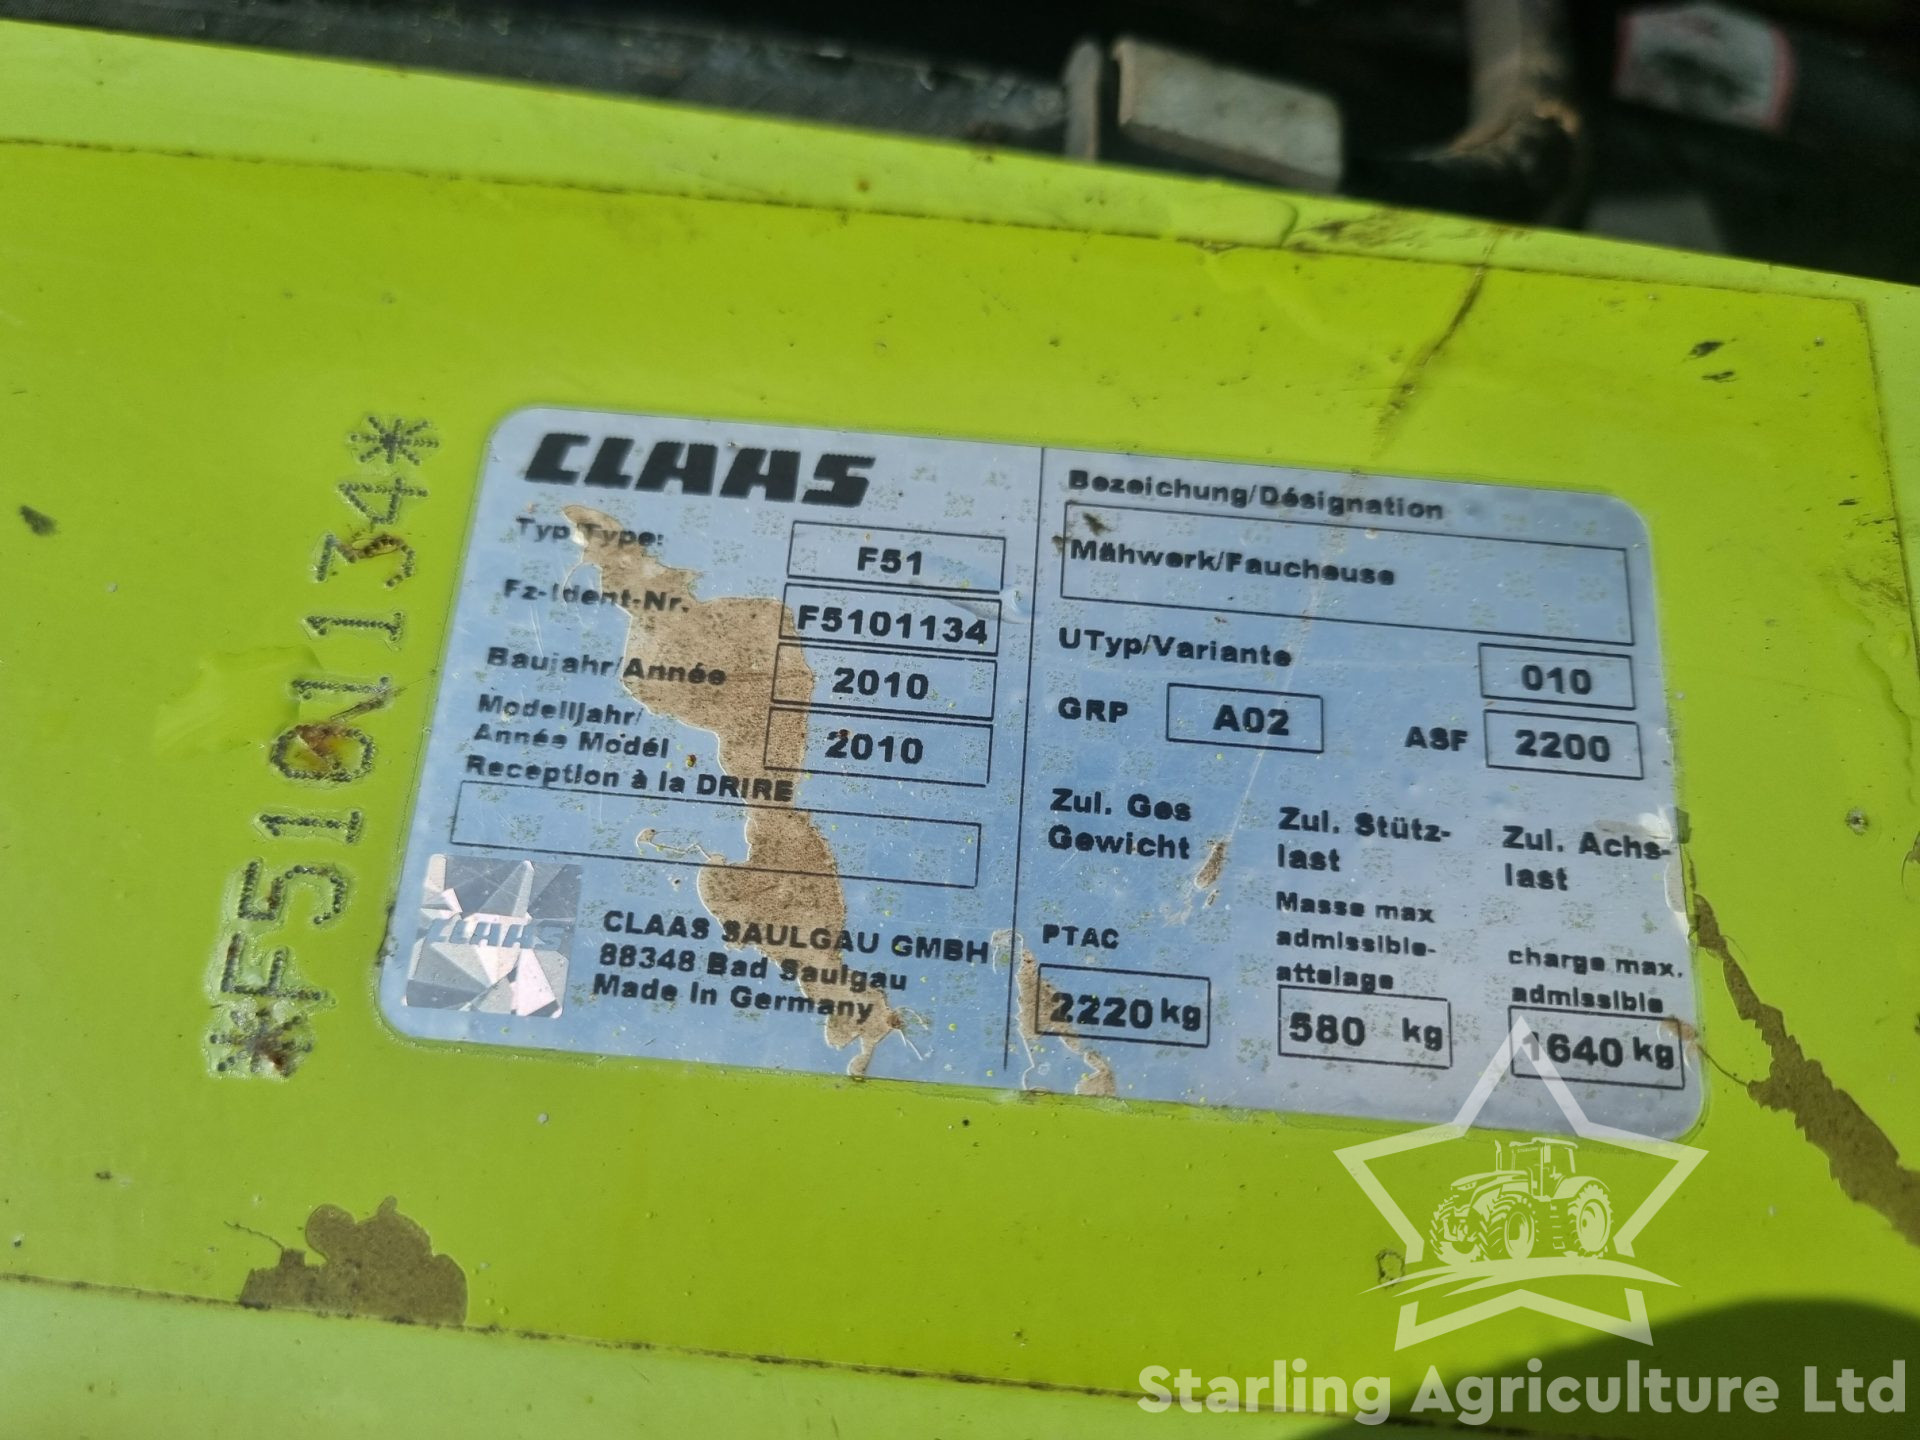 *F5101134*
CLAAS
Typ/Type: F51
Fz-Ident-Nr. F5101134
Baujahr/Année 2010
Modelljahr/
Année Modél 2010
Reception à la DRIRE
CLAAS
CLAAS SAULGAU GMBH
88348 Bad Saulgau
Made in Germany
Bezeichung/Désignation
Mähwerk/Faucheuse
UTyp/Variante 010
GRP A02 ASF 2200
Zul. Ges
Gewicht
PTAC
2220 kg
Zul. Stütz-
last
Masse max
admissible-
attelage
580 kg
Zul. Achs-
last
charge max.
admissible
1640 kg
Starling Agriculture Ltd